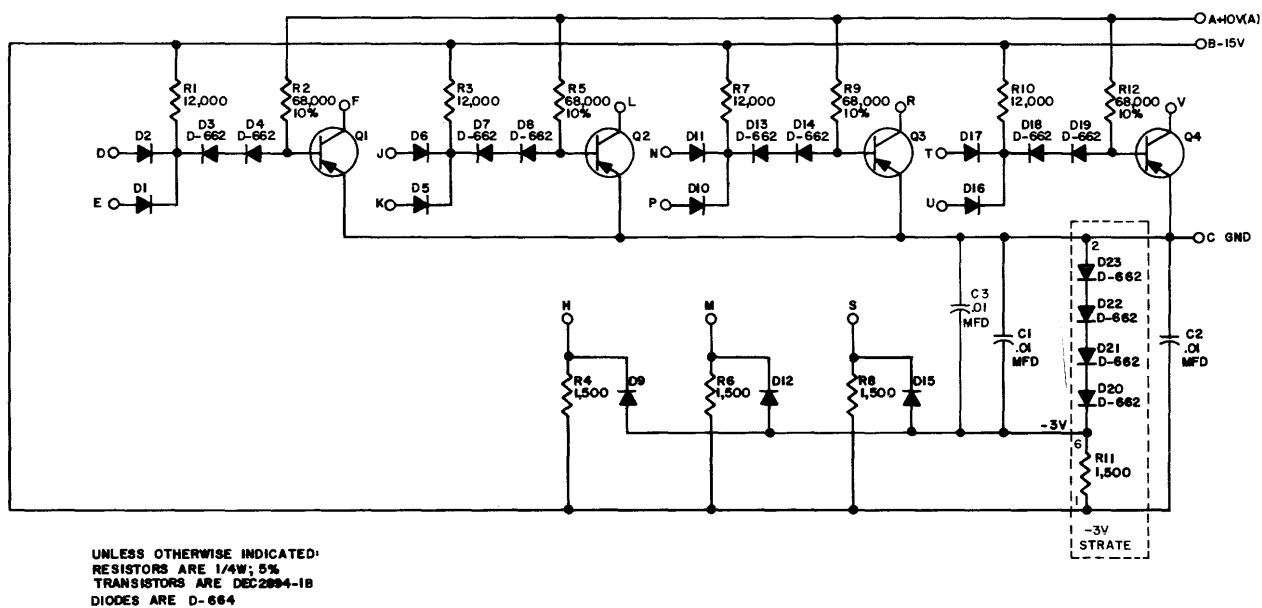 A+10V(A)
B-15V
R1
12,000
R2
68,000
10%
F
R3
12,000
R5
68,000
10%
L
R7
12,000
R9
68,000
10%
R
R10
12,000
R12
68,000
10%
V
D
D2
D3
D-662
D4
D-662
Q1
J
D6
D7
D-662
D8
D-662
Q2
N
D11
D13
D-662
D14
D-662
Q3
T
D17
D18
D-662
D19
D-662
Q4
E
D1
K
D5
P
D10
U
D16
C GND
2
D23
D-662
D22
D-662
D21
D-662
D20
D-662
H
M
S
C3
.01
MFD
C1
.01
MFD
C2
.01
MFD
R4
1,500
D9
R6
1,500
D12
R8
1,500
D15
-3V
6
R11
1,500
1
-3V
STRATE
UNLESS OTHERWISE INDICATED:
RESISTORS ARE 1/4W; 5%
TRANSISTORS ARE DEC2894-1B
DIODES ARE D-664